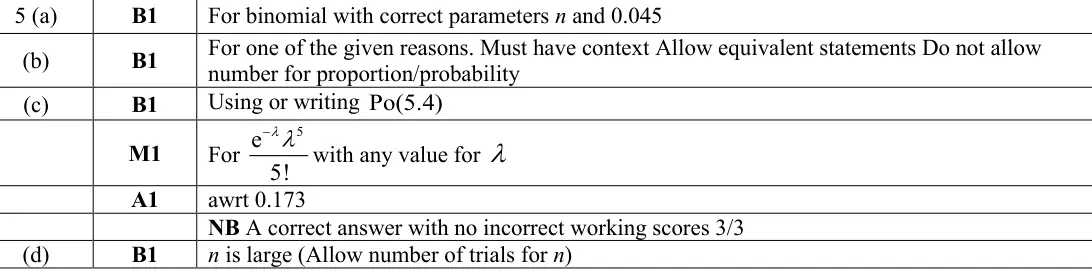 5 (a) B1 For binomial with correct parameters n and 0.045
(b) B1 For one of the given reasons. Must have context Allow equivalent statements Do not allow
number for proportion/probability
(c) B1 Using or writing Po(5.4)
M1 For e^{−λ}λ^5/5! with any value for λ
A1 awrt 0.173
NB A correct answer with no incorrect working scores 3/3
(d) B1 n is large (Allow number of trials for n)